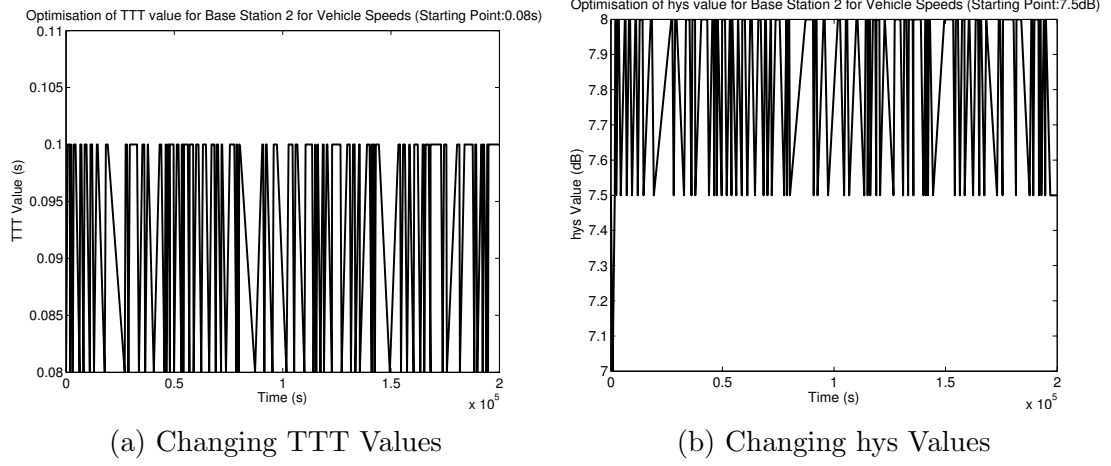 Optimisation of TTT value for Base Station 2 for Vehicle Speeds (Starting Point:0.08s)
0.11
0.105
0.1
0.095
0.09
0.085
0.08
TTT Value (s)
0
0.5
1
1.5
2
x 10^5
Time (s)
(a) Changing TTT Values
Optimisation of hys value for Base Station 2 for Vehicle Speeds (Starting Point:7.5dB)
8
7.9
7.8
7.7
7.6
7.5
7.4
7.3
7.2
7.1
7
hys Value (dB)
0
0.5
1
1.5
2
x 10^5
Time (s)
(b) Changing hys Values